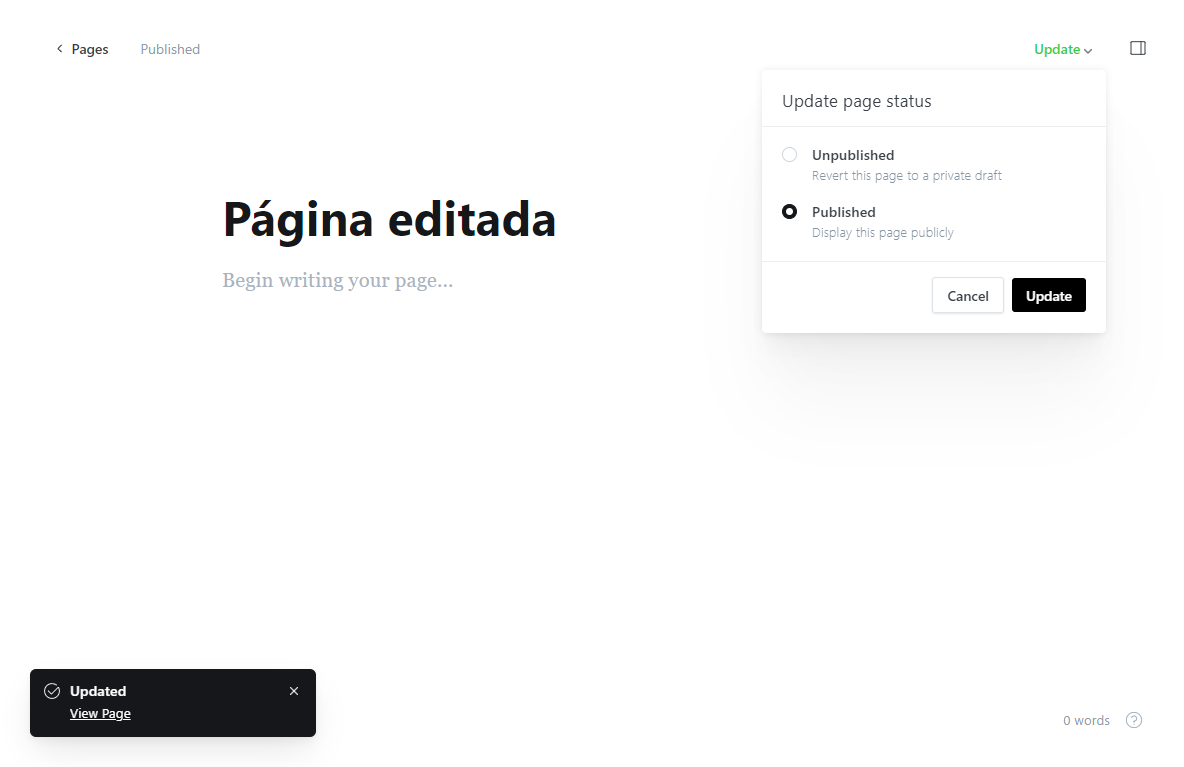 Pages
Published
Update
Update page status
Unpublished
Revert this page to a private draft
Published
Display this page publicly
Cancel
Update
Página editada
Begin writing your page...
Updated
View Page
0 words
?